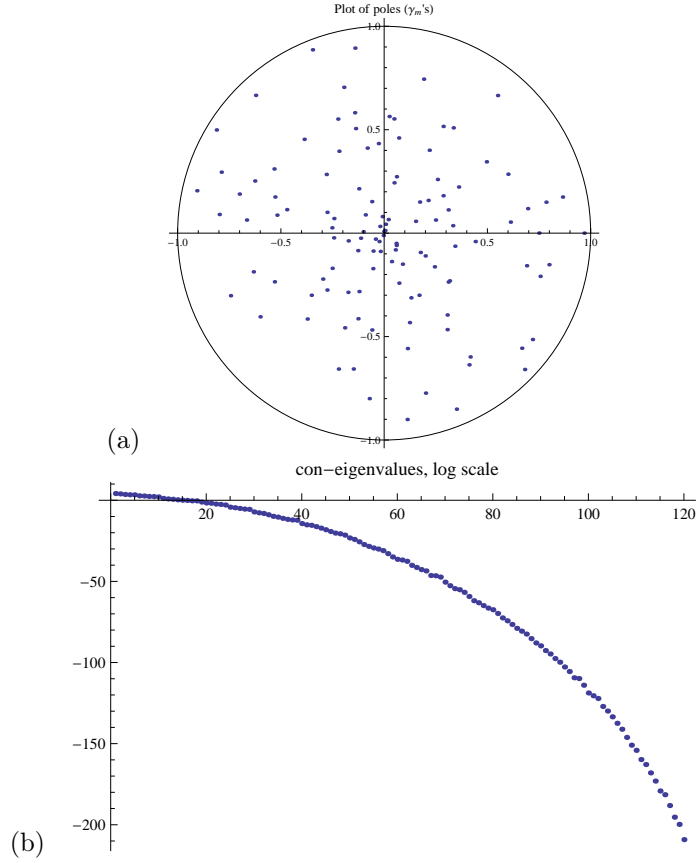 Plot of poles (γm's)
1.0
0.5
−1.0 −0.5 0.5 1.0
−0.5
−1.0
(a)
con−eigenvalues, log scale
20 40 60 80 100 120
−50
−100
−150
−200
(b)